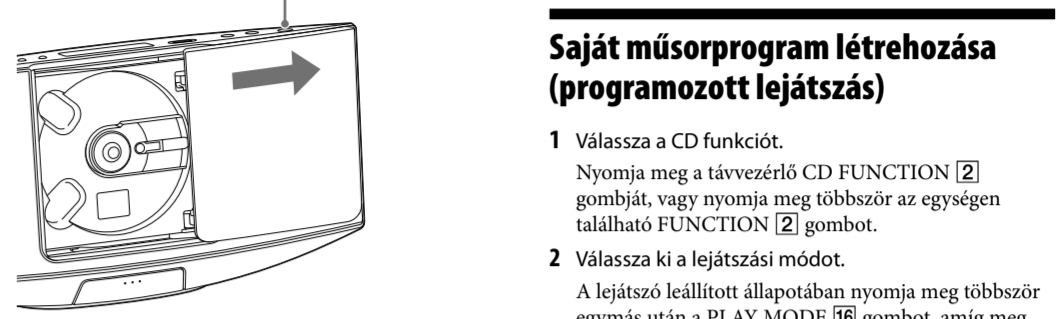 Saját műsorprogram létrehozása
(programozott lejátszás)
1 Válassza a CD funkciót.
Nyomja meg a távvezérlő CD FUNCTION 2
gombját, vagy nyomja meg többször az egységen
található FUNCTION 2 gombot.
2 Válassza ki a lejátszási módot.
A lejátszó leállított állapotában nyomja meg többször
egymás után a PLAY MODE 16 gombot, amíg meg